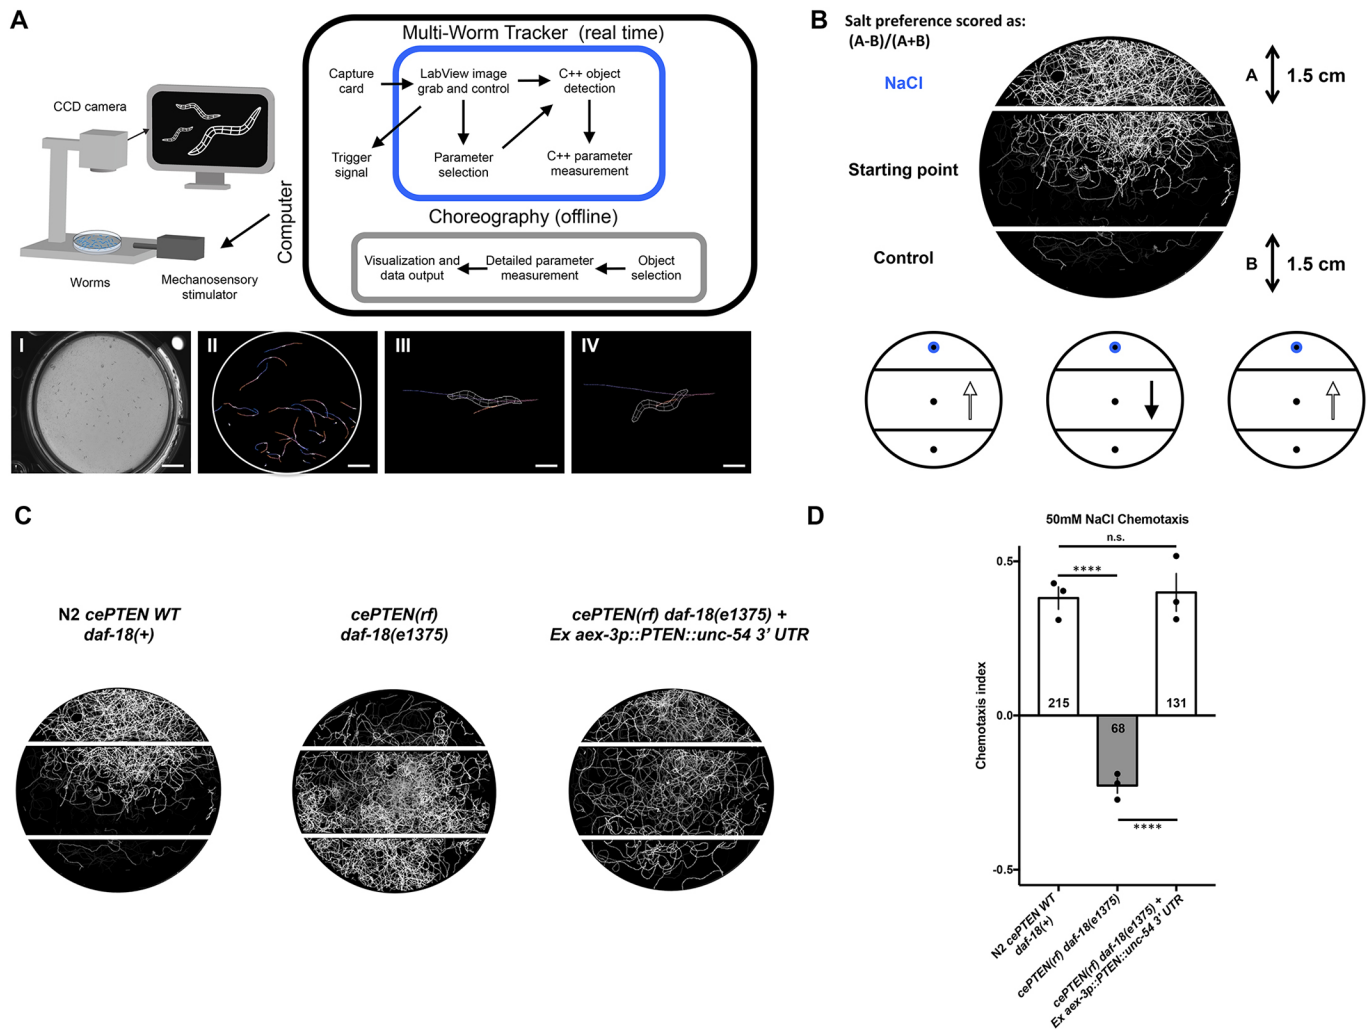 A
Multi-Worm Tracker (real time)
Capture
card
LabView image
grab and control
C++ object
detection
CCD camera
Trigger
signal
Parameter
selection
C++ parameter
measurement
Computer
Choreography (offline)
Visualization and
data output
Detailed parameter
measurement
Object
selection
Worms
Mechanosensory
stimulator
I
II
III
IV
B
Salt preference scored as:
(A-B)/(A+B)
NaCl
A
1.5 cm
Starting point
Control
B
1.5 cm
C
N2 cePTEN WT
daf-18(+)
cePTEN(rf)
daf-18(e1375)
cePTEN(rf) daf-18(e1375) +
Ex aex-3p::PTEN::unc-54 3’ UTR
D
50mM NaCl Chemotaxis
n.s.
****
0.5
0.0
-0.5
Chemotaxis index
215
68
131
****
N2 cePTEN WT
daf-18(+)
cePTEN(rf) daf-18(e1375)
cePTEN(rf) daf-18(e1375) +
Ex aex-3p::PTEN::unc-54 3’ UTR